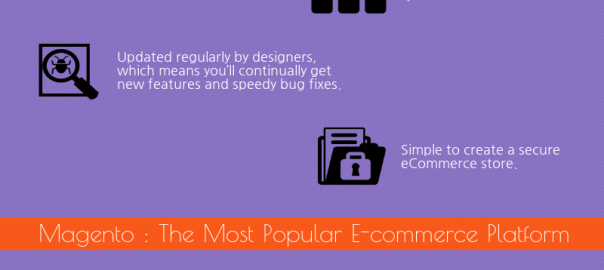 Updated regularly by designers,
which means you'll continually get
new features and speedy bug fixes.
Simple to create a secure
eCommerce store.
Magento : The Most Popular E-commerce Platform